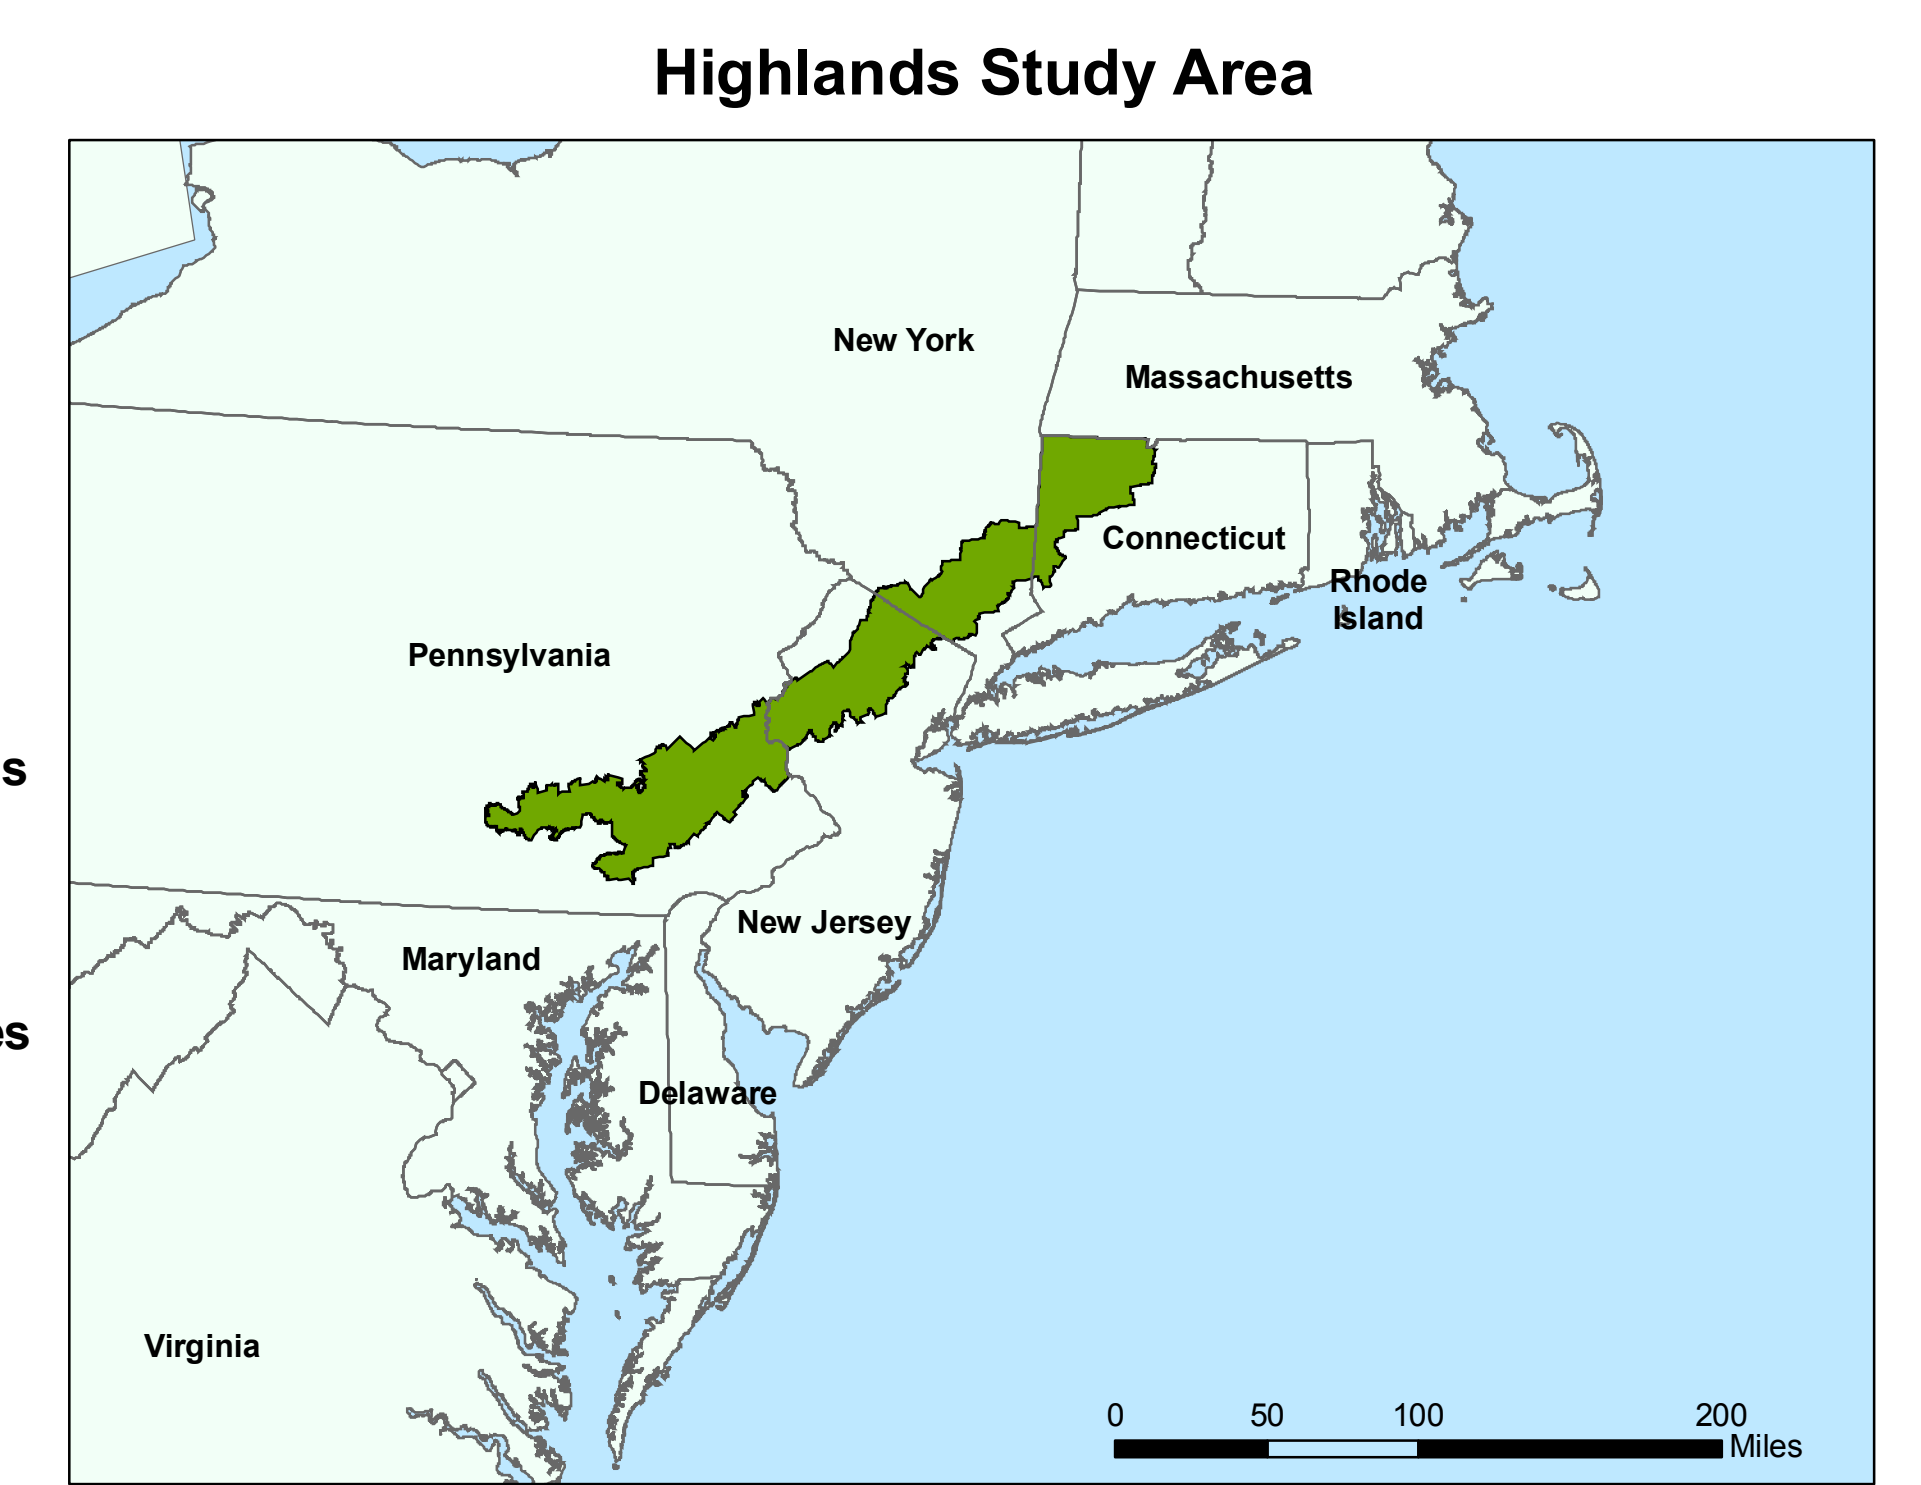 Highlands Study Area
New York
Massachusetts
Connecticut
Rhode
Island
Pennsylvania
s
New Jersey
Maryland
es
Delaware
Virginia
0 50 100 200
Miles